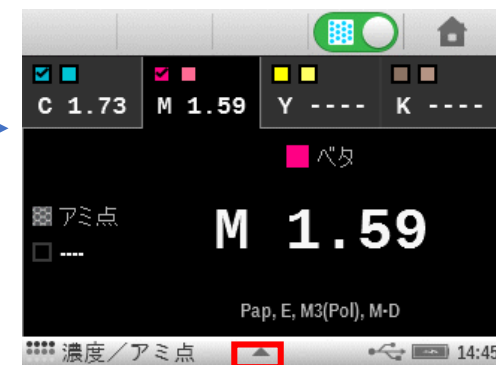 C 1.73 M 1.59 Y ---- K ----
ベタ
アミ点
M 1.59
----
Pap, E, M3(Pol), M-D
濃度／アミ点 14:45